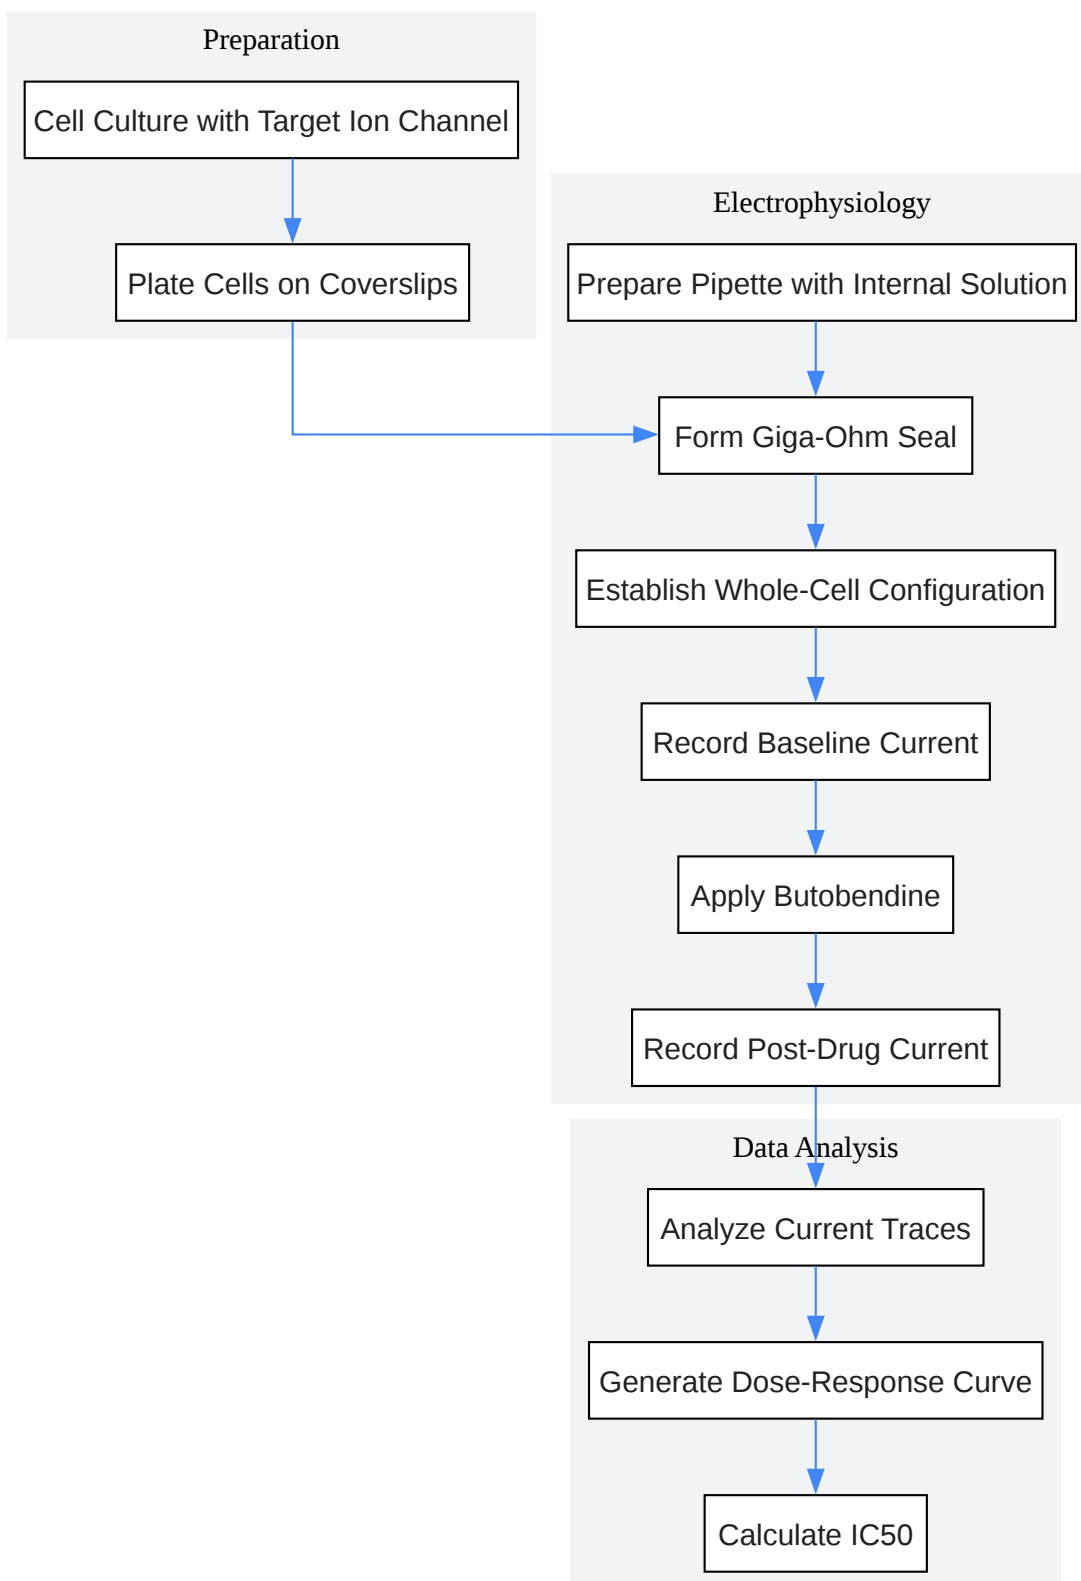 Preparation
Cell Culture with Target Ion Channel
Plate Cells on Coverslips
Electrophysiology
Prepare Pipette with Internal Solution
Form Giga-Ohm Seal
Establish Whole-Cell Configuration
Record Baseline Current
Apply Butobendine
Record Post-Drug Current
Data Analysis
Analyze Current Traces
Generate Dose-Response Curve
Calculate IC50